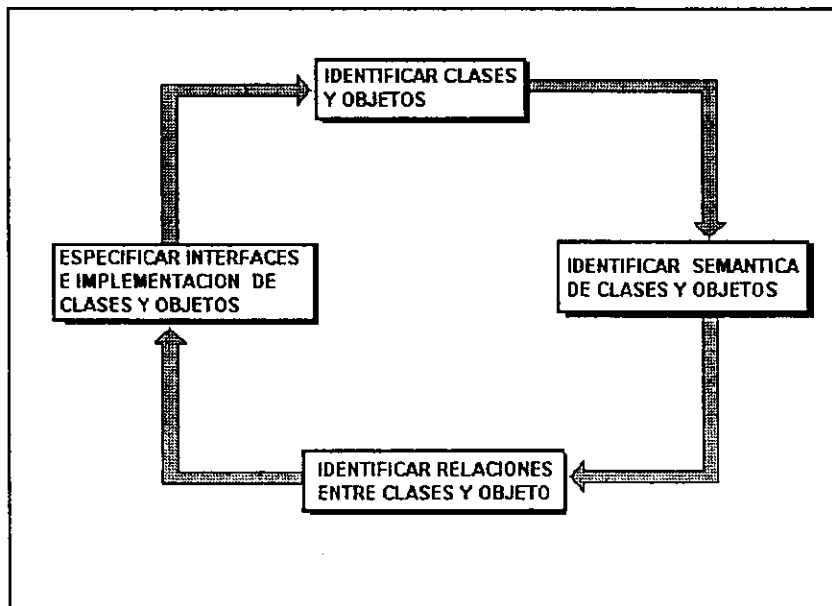 IDENTIFICAR CLASES
Y OBJETOS
ESPECIFICAR INTERFACES
E IMPLEMENTACION DE
CLASES Y OBJETOS
IDENTIFICAR SEMANTICA
DE CLASES Y OBJETOS
IDENTIFICAR RELACIONES
ENTRE CLASES Y OBJETO